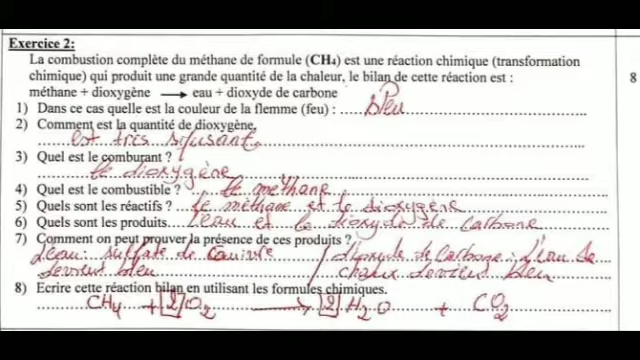 Exercice 2:
La combustion complète du méthane de formule (CH₄) est une réaction chimique (transformation
chimique) qui produit une grande quantité de la chaleur, le bilan de cette réaction est :
méthane + dioxygène → eau + dioxyde de carbone
1) Dans ce cas quelle est la couleur de la flemme (feu) : bleu
2) Comment est la quantité de dioxygène.
est très sifusant.
3) Quel est le comburant ?
le dioxygène
4) Quel est le combustible ? le méthane
5) Quels sont les réactifs ? le méthane et le dioxygène
6) Quels sont les produits l'eau et le dioxyde de carbone
7) Comment on peut prouver la présence de ces produits ?
l'eau: sulfate de cuivre / dioxyde de carbone : l'eau de
devient bleu chaux devient bleu
8) Ecrire cette réaction bilan en utilisant les formules chimiques.
CH₄ + 2 O₂ → 2 H₂O + CO₂
8